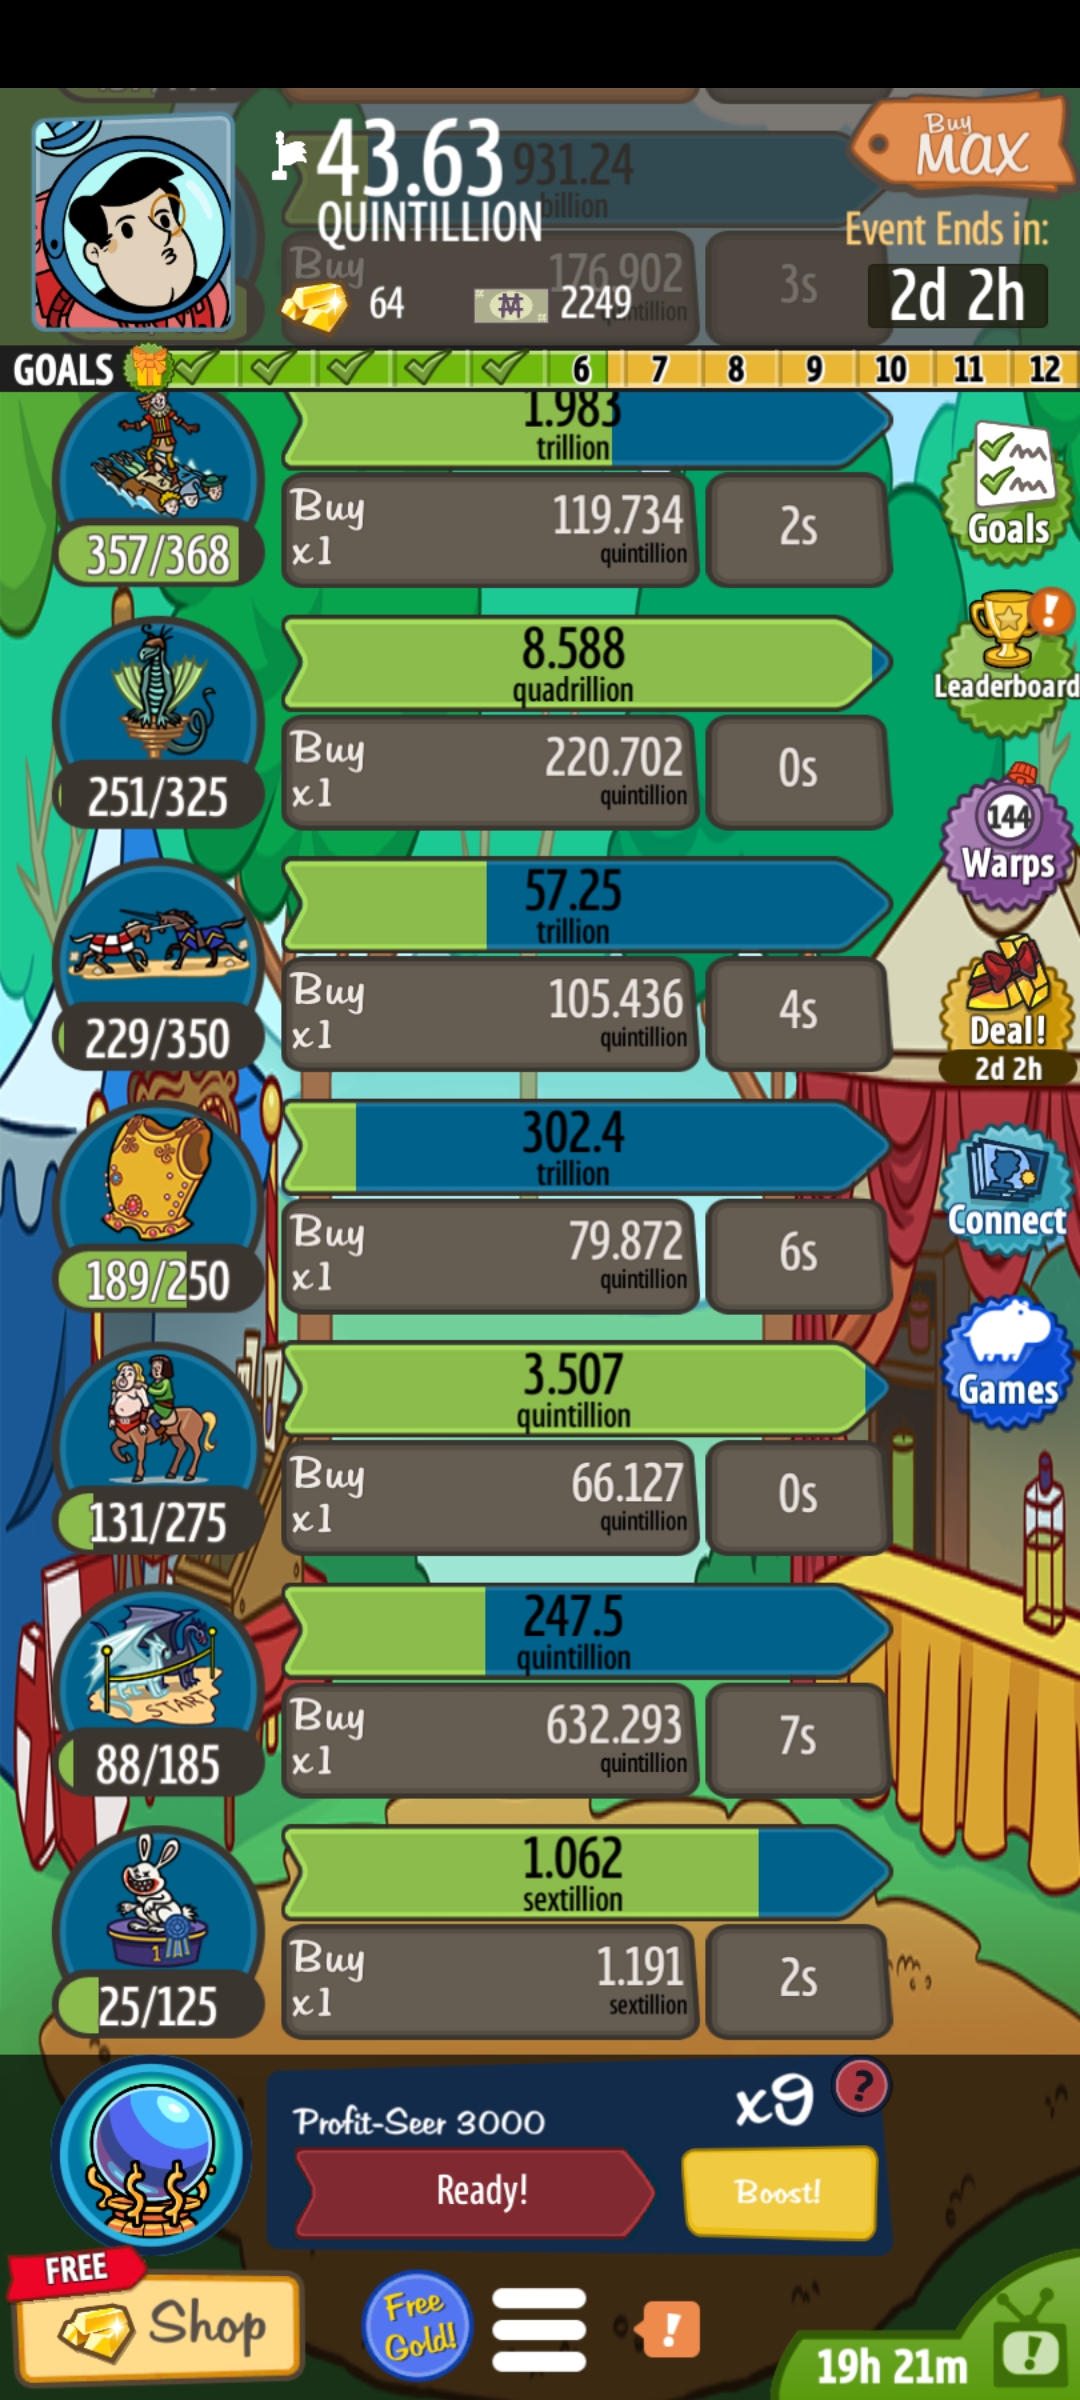 43.63
QUINTILLION
931.24
billion
Buy
MAX
Event Ends in:
2d 2h
Buy
176.902
quintillion
3s
64
2249
GOALS
6
7
8
9
10
11
12
1.983
trillion
Buy
x1
119.734
quintillion
2s
357/368
Goals
8.588
quadrillion
Buy
x1
220.702
quintillion
0s
251/325
Leaderboard
144
Warps
57.25
trillion
Buy
x1
105.436
quintillion
4s
229/350
Deal!
2d 2h
302.4
trillion
Buy
x1
79.872
quintillion
6s
189/250
Connect
3.507
quintillion
Buy
x1
66.127
quintillion
0s
131/275
Games
247.5
quintillion
START
Buy
x1
632.293
quintillion
7s
88/185
1.062
sextillion
1
Buy
x1
1.191
sextillion
2s
25/125
Profit-Seer 3000
x9
?
Ready!
Boost!
FREE
Shop
Free
Gold!
!
19h 21m
!